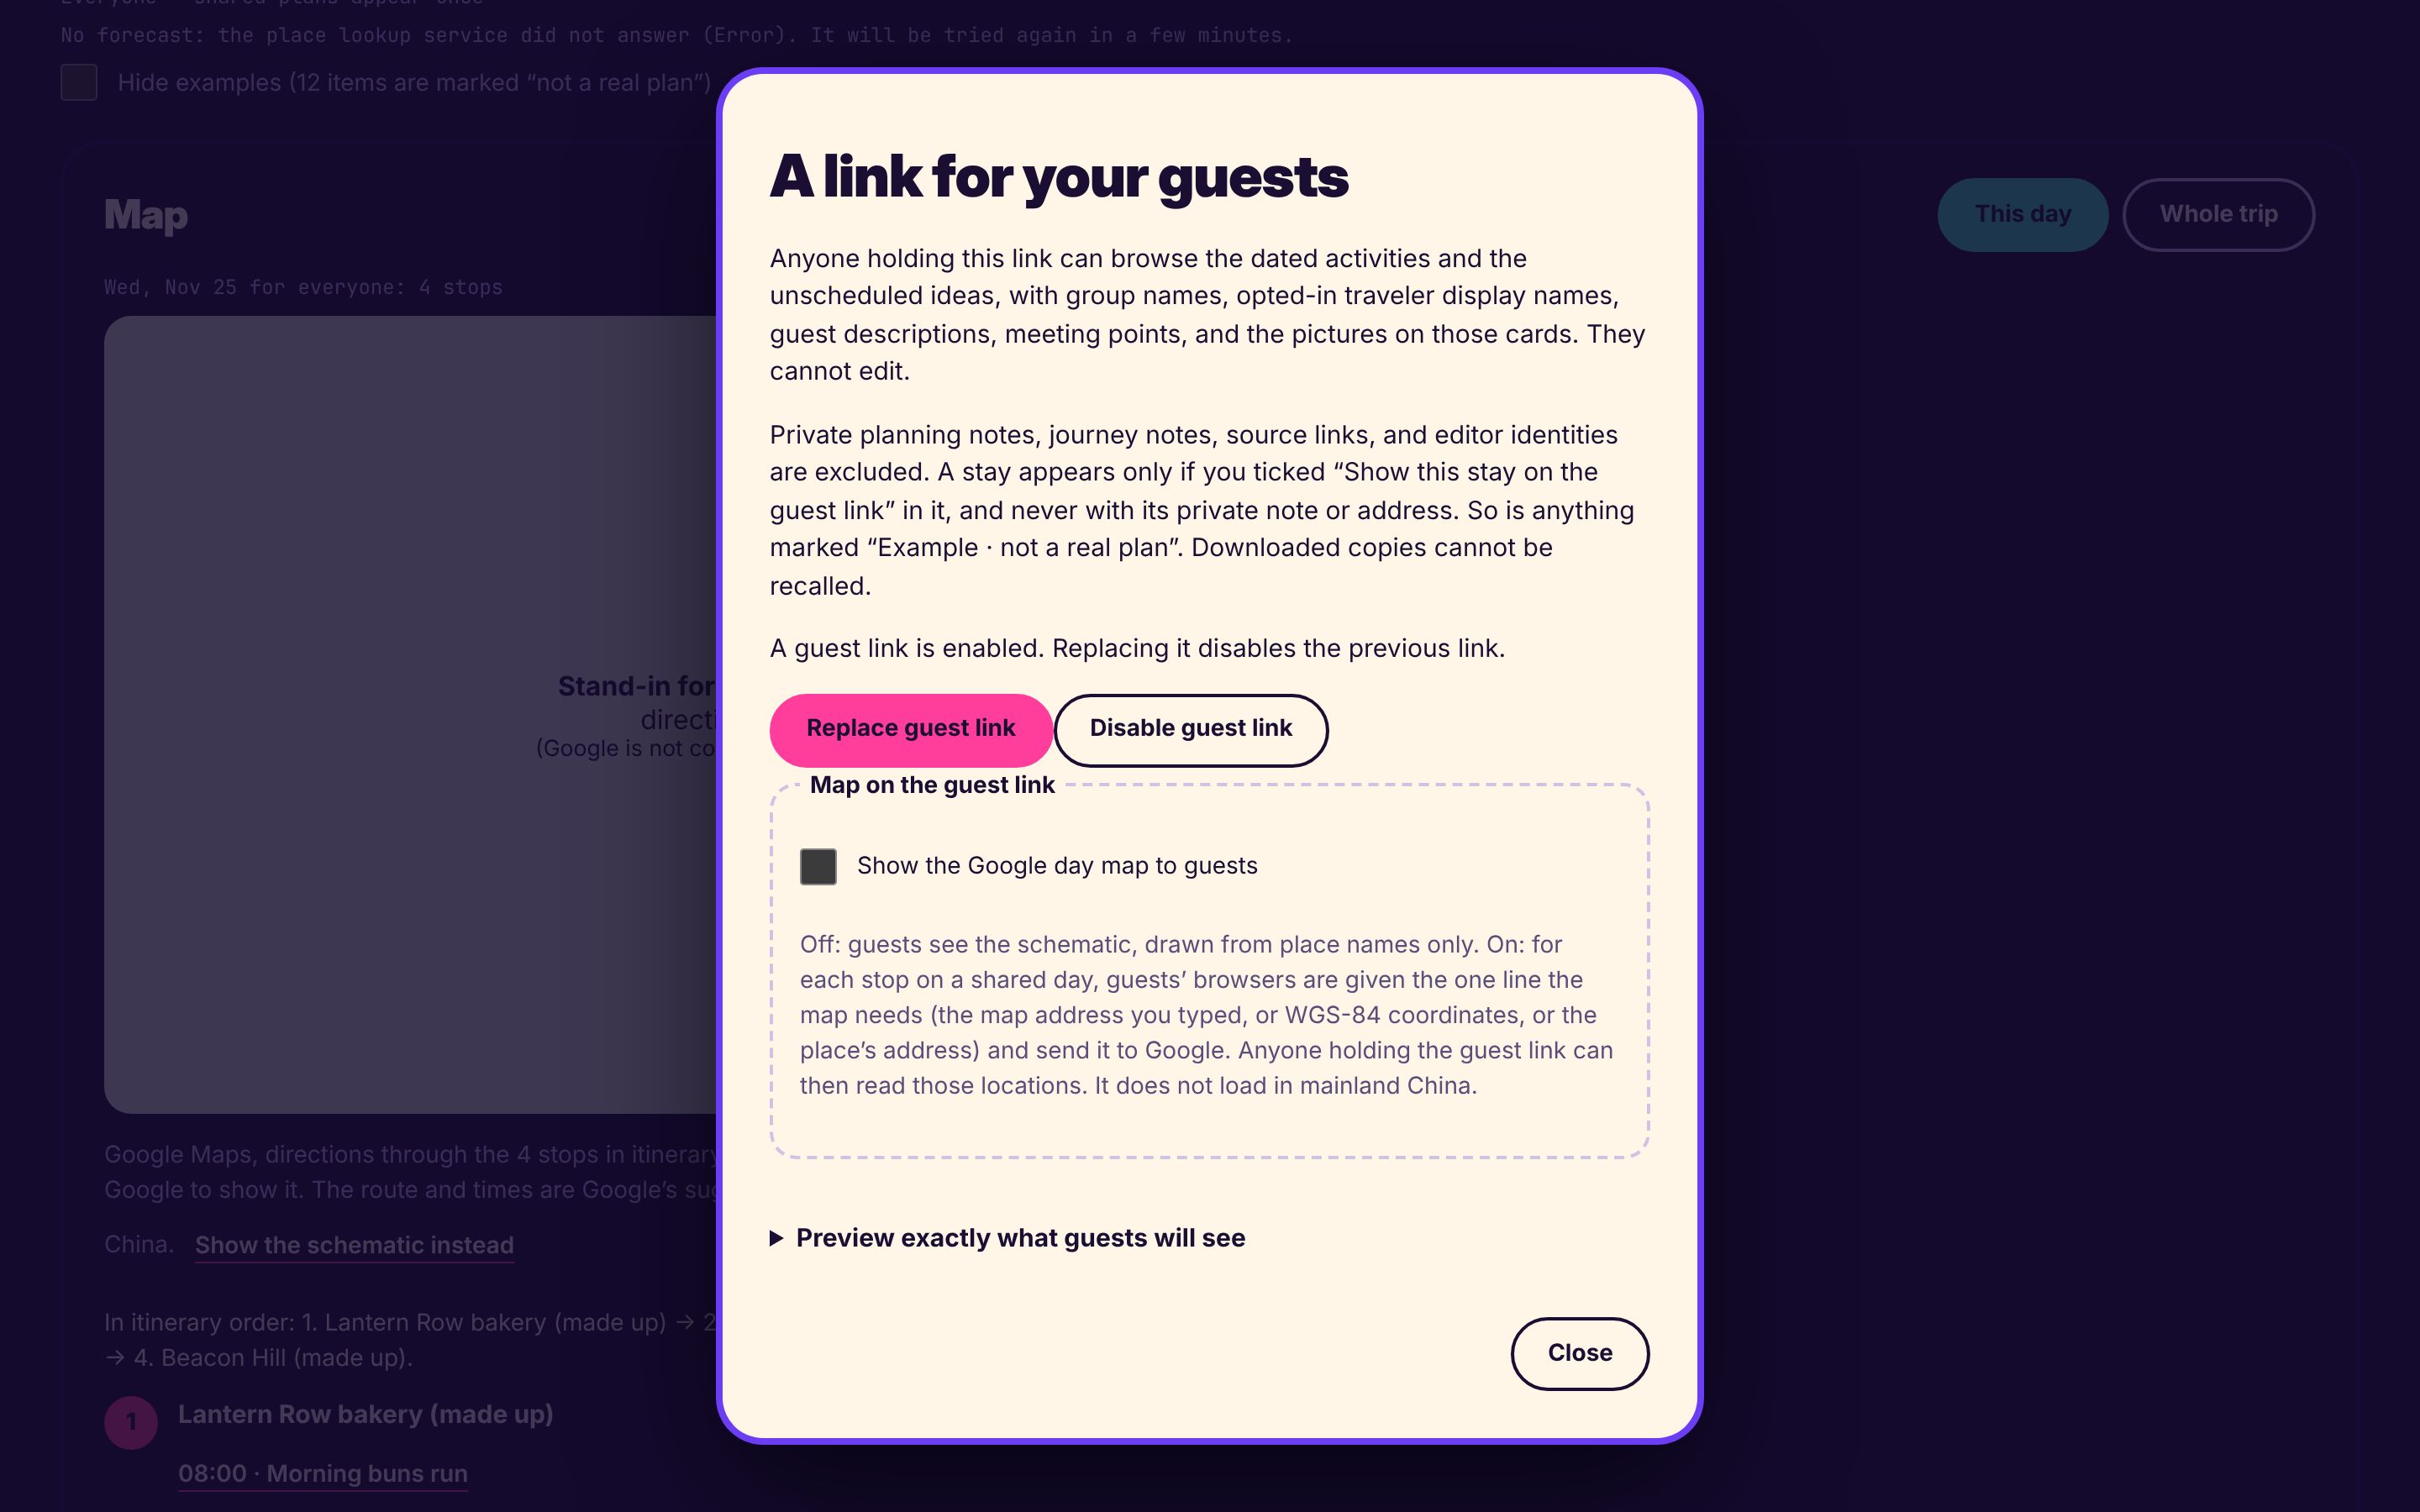 Everyone · shared plans appear once
No forecast: the place lookup service did not answer (Error). It will be tried again in a few minutes.
Hide examples (12 items are marked “not a real plan”)
Map
This day
Whole trip
Wed, Nov 25 for everyone: 4 stops
Stand-in for
(Google is not
Google Maps, directions through the 4 stops in itinerary
Google to show it. The route and times are Google’s
China. Show the schematic instead
In itinerary order: 1. Lantern Row bakery (made up) → 2
→ 4. Beacon Hill (made up).
1
Lantern Row bakery (made up)
08:00 · Morning buns run
A link for your guests
Anyone holding this link can browse the dated activities and the
unscheduled ideas, with group names, opted-in traveler display names,
guest descriptions, meeting points, and the pictures on those cards. They
cannot edit.
Private planning notes, journey notes, source links, and editor identities
are excluded. A stay appears only if you ticked “Show this stay on the
guest link” in it, and never with its private note or address. So is anything
marked “Example · not a real plan”. Downloaded copies cannot be
recalled.
A guest link is enabled. Replacing it disables the previous link.
Replace guest link
Disable guest link
Map on the guest link
Show the Google day map to guests
Off: guests see the schematic, drawn from place names only. On: for
each stop on a shared day, guests’ browsers are given the one line the
map needs (the map address you typed, or WGS-84 coordinates, or the
place’s address) and send it to Google. Anyone holding the guest link can
then read those locations. It does not load in mainland China.
▶ Preview exactly what guests will see
Close